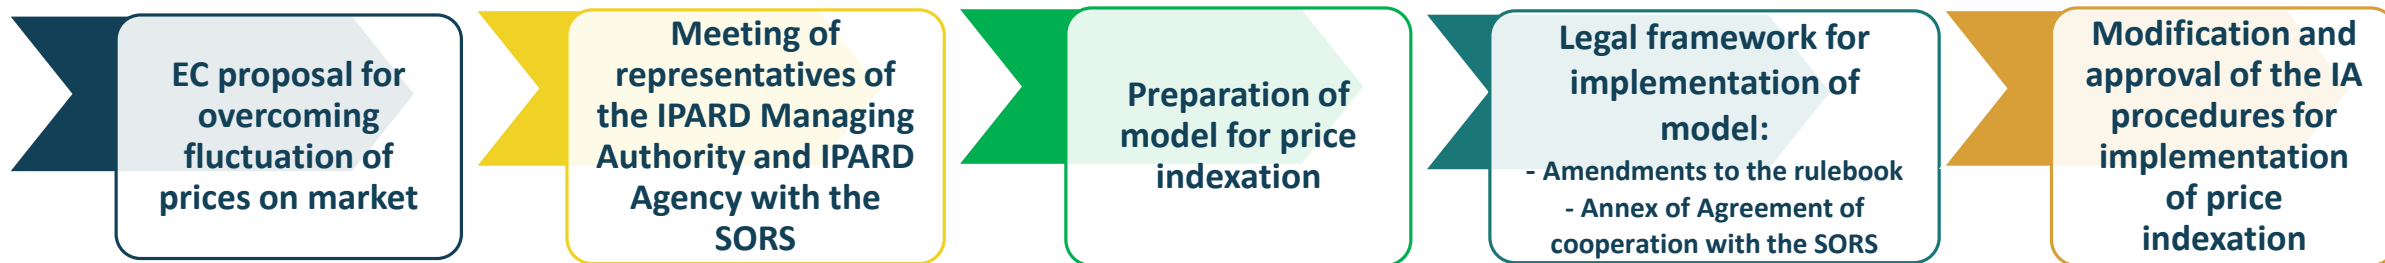 EC proposal for
overcoming
fluctuation of
prices on market
Meeting of
representatives of
the IPARD Managing
Authority and IPARD
Agency with the
SORS
Preparation of
model for price
indexation
Legal framework for
implementation of
model:
- Amendments to the rulebook
- Annex of Agreement of
cooperation with the SORS
Modification and
approval of the IA
procedures for
implementation
of price
indexation